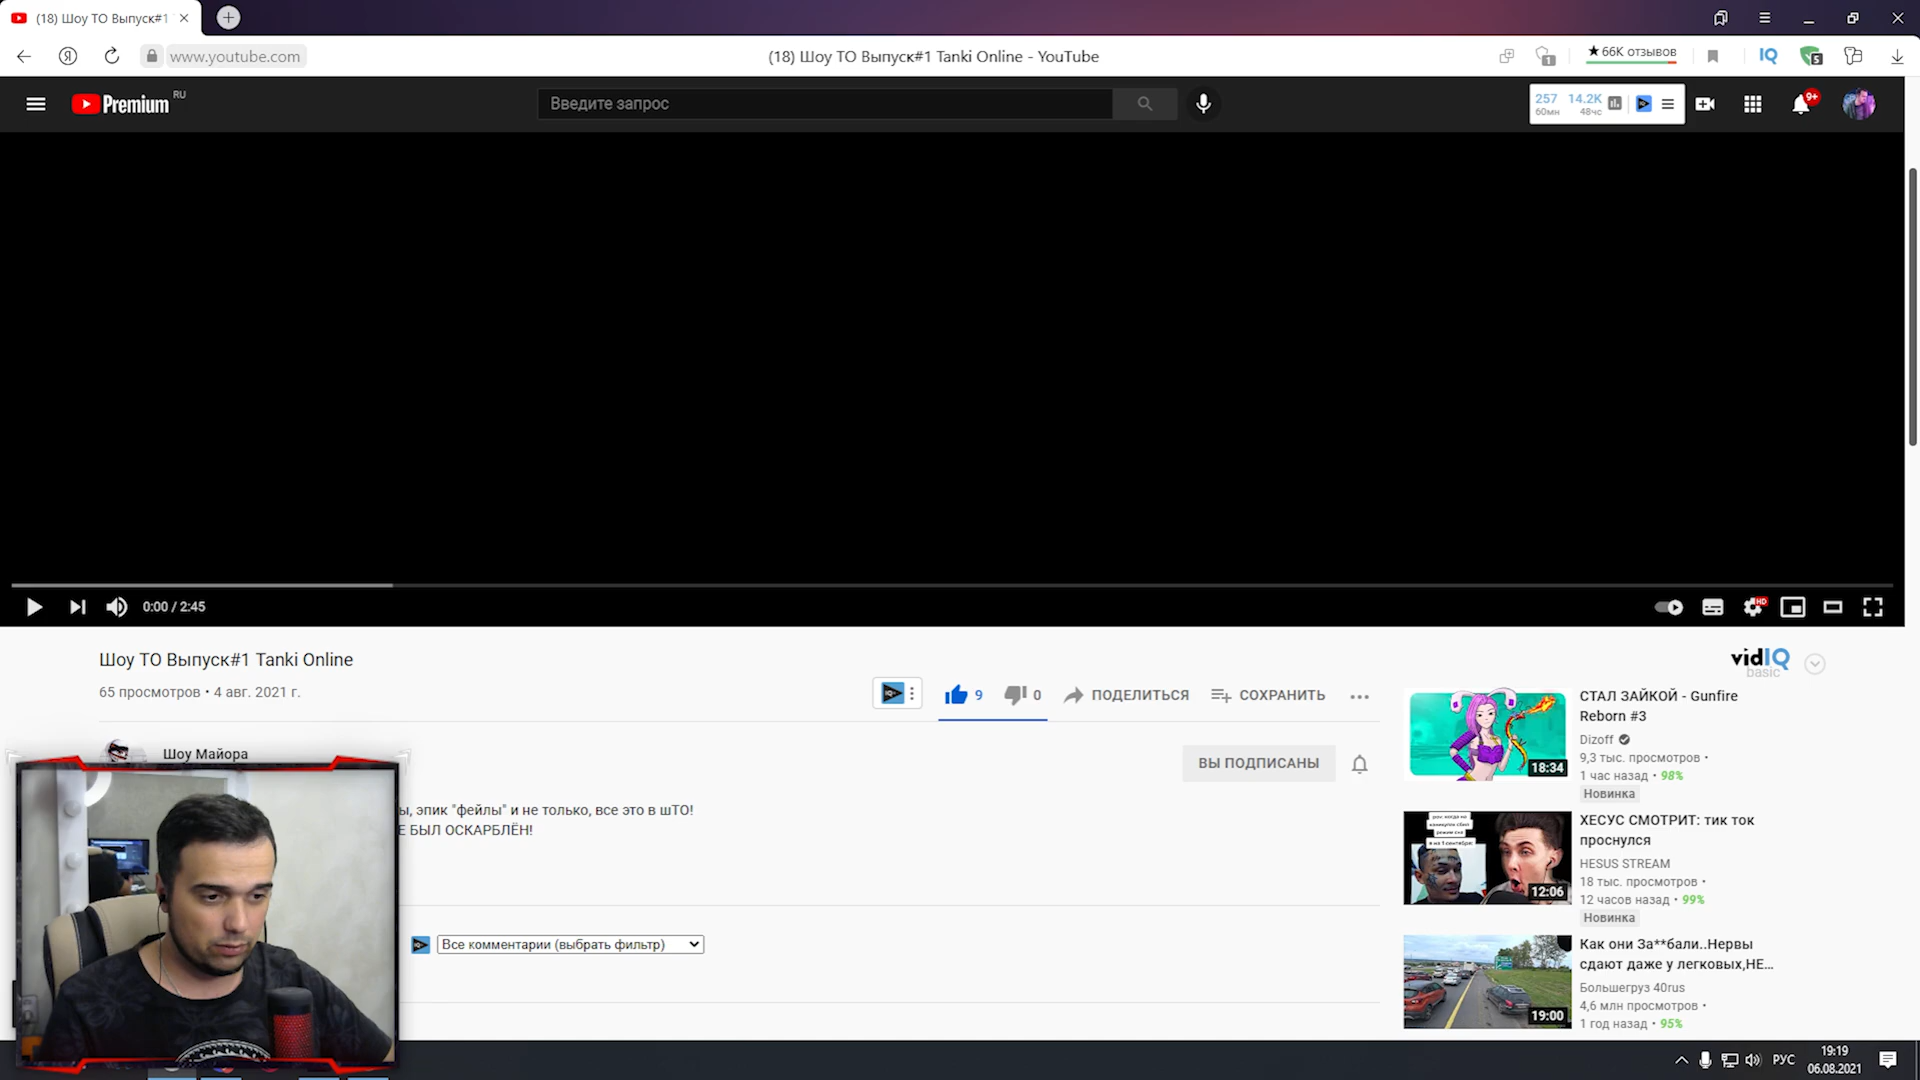 (18) Шоу ТО Выпуск#1
www.youtube.com
(18) Шоу ТО Выпуск#1 Tanki Online - YouTube
1
★ 66К отзывов
IQ
5
Premium
RU
Введите запрос
257
60мн
14.2K
48чс
9+
0:00 / 2:45
HD
Шоу ТО Выпуск#1 Tanki Online
65 просмотров • 4 авг. 2021 г.
9
0
ПОДЕЛИТЬСЯ
СОХРАНИТЬ
vidIQ
basic
Шоу Майора
ВЫ ПОДПИСАНЫ
ы, эпик "фейлы" и не только, все это в шТО!
Е БЫЛ ОСКАРБЛЁН!
Все комментарии (выбрать фильтр)
18:34
СТАЛ ЗАЙКОЙ - Gunfire
Reborn #3
Dizoff
9,3 тыс. просмотров •
1 час назад • 98%
Новинка
12:06
ХЕСУС СМОТРИТ: тик ток
проснулся
HESUS STREAM
18 тыс. просмотров •
12 часов назад • 99%
Новинка
19:00
Как они За**бали..Нервы
сдают даже у легковых,НЕ...
Большегруз 40rus
4,6 млн просмотров •
1 год назад • 95%
РУС
19:19
06.08.2021